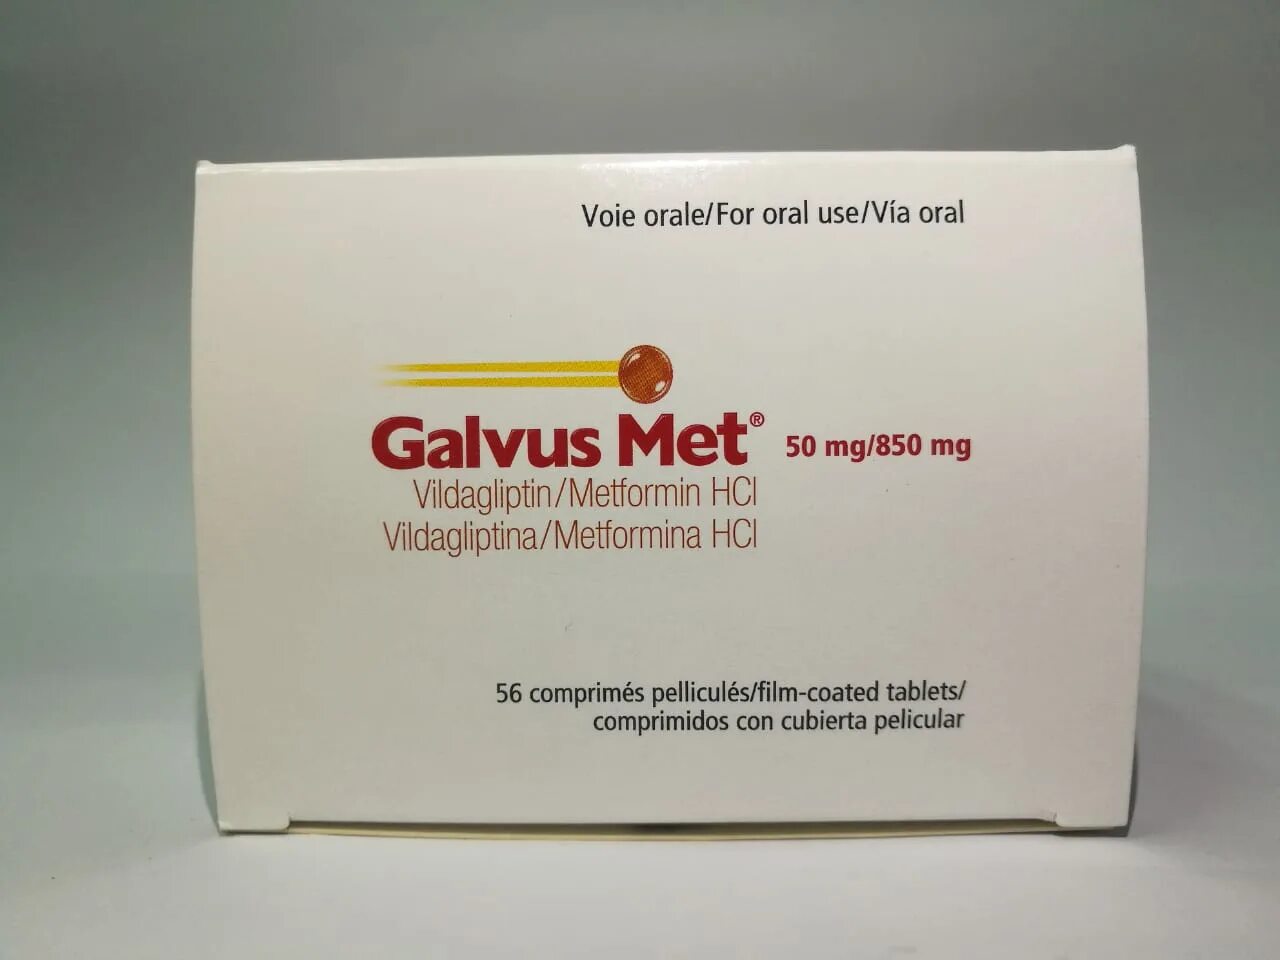 Voie orale/For oral use/Vía oral
Galvus Met® 50 mg/850 mg
Vildagliptin/Metformin HCl
Vildagliptina/Metformina HCl
56 comprimés pelliculés/film-coated tablets/
comprimidos con cubierta pelicular